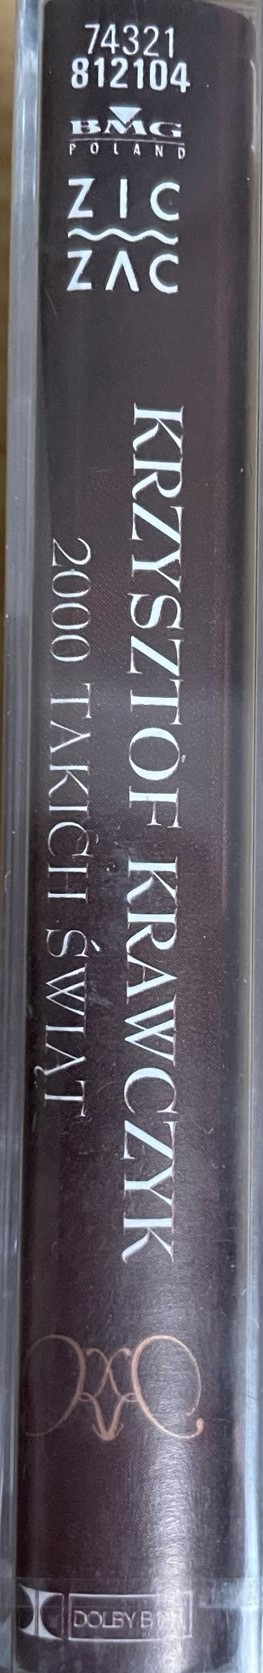 74321
812104
BMG
POLAND
ZIC
ZAC
KRZYSZTOF KRAWCZYK
2000 TAKICH ŚWIĄT
DOLBY B